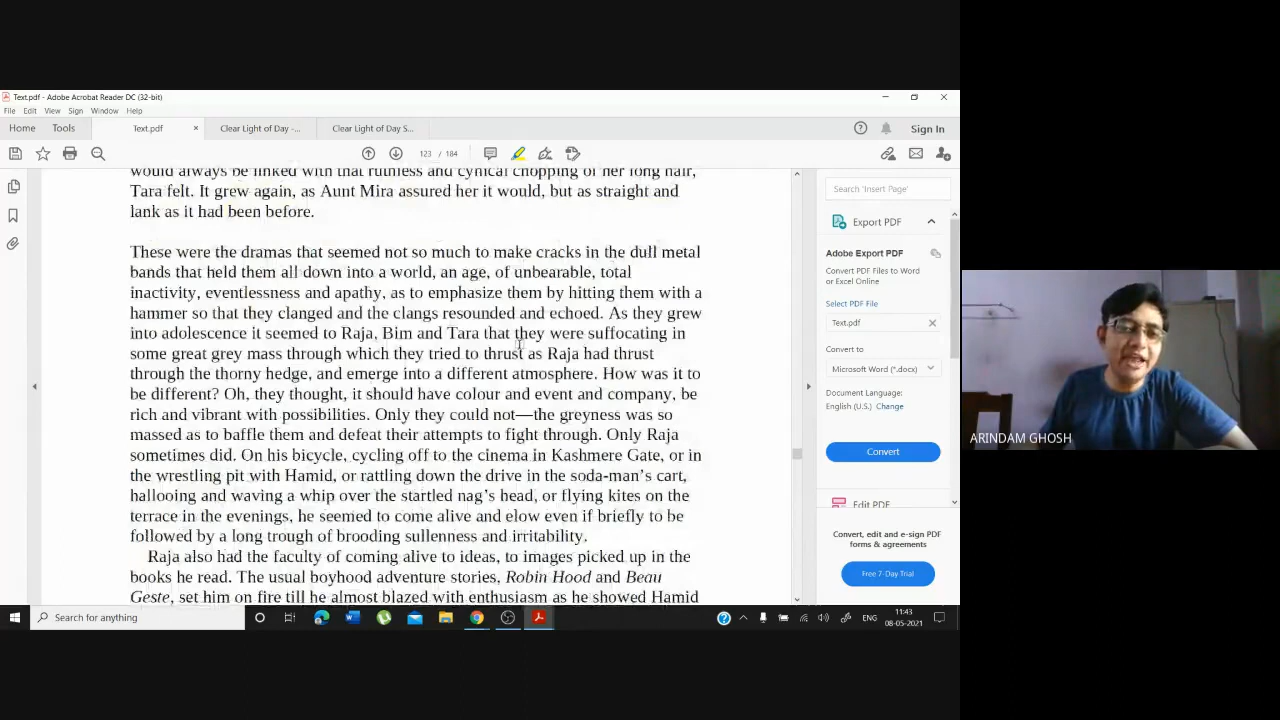 Text.pdf - Adobe Acrobat Reader DC (32-bit)
File Edit View Sign Window Help
Home Tools Text.pdf × Clear Light of Day -... Clear Light of Day S... Sign In
123 / 184
would always be linked with that ruthless and cynical chopping of her long hair,
Tara felt. It grew again, as Aunt Mira assured her it would, but as straight and
lank as it had been before.
These were the dramas that seemed not so much to make cracks in the dull metal
bands that held them all down into a world, an age, of unbearable, total
inactivity, eventlessness and apathy, as to emphasize them by hitting them with a
hammer so that they clanged and the clangs resounded and echoed. As they grew
into adolescence it seemed to Raja, Bim and Tara that they were suffocating in
some great grey mass through which they tried to thrust as Raja had thrust
through the thorny hedge, and emerge into a different atmosphere. How was it to
be different? Oh, they thought, it should have colour and event and company, be
rich and vibrant with possibilities. Only they could not—the greyness was so
massed as to baffle them and defeat their attempts to fight through. Only Raja
sometimes did. On his bicycle, cycling off to the cinema in Kashmere Gate, or in
the wrestling pit with Hamid, or rattling down the drive in the soda-man's cart,
hallooing and waving a whip over the startled nag's head, or flying kites on the
terrace in the evenings, he seemed to come alive and elow even if briefly to be
followed by a long trough of brooding sullenness and irritability.
Raja also had the faculty of coming alive to ideas, to images picked up in the
books he read. The usual boyhood adventure stories, Robin Hood and Beau
Geste, set him on fire till he almost blazed with enthusiasm as he showed Hamid
Search 'Insert Page'
Export PDF
Adobe Export PDF
Convert PDF Files to Word
or Excel Online
Select PDF File
Text.pdf
Convert to
Microsoft Word (*.docx)
Document Language:
English (U.S.) Change
Convert
Edit PDF
Convert, edit and e-sign PDF
forms & agreements
Free 7-Day Trial
ARINDAM GHOSH
Search for anything
ENG
11:43
08-05-2021